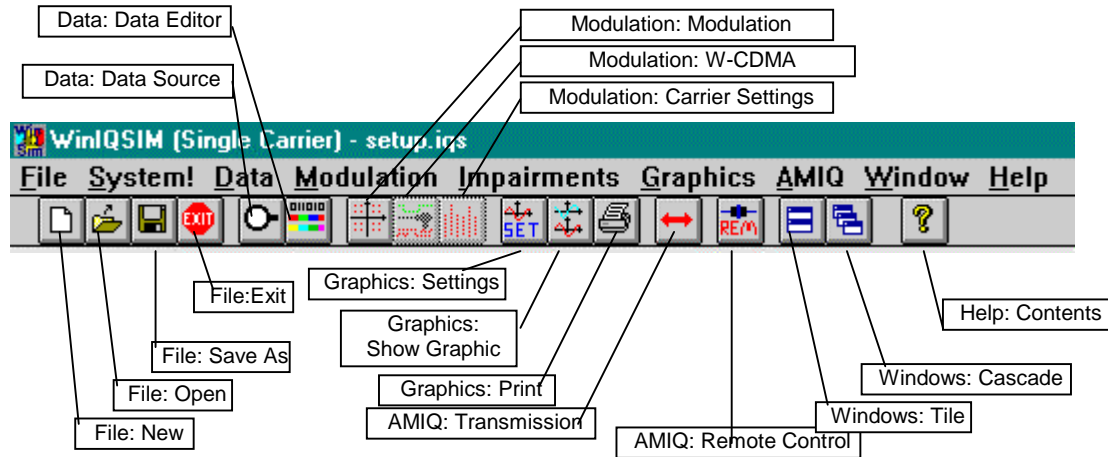 Data: Data Editor
Modulation: Modulation
Modulation: W-CDMA
Data: Data Source
Modulation: Carrier Settings
Win
Sim
WinIQSIM (Single Carrier) - setup.iqs
File System! Data Modulation Impairments Graphics AMIQ Window Help
EXIT
011010
SET
REM
?
Graphics: Settings
File:Exit
Help: Contents
Graphics:
Show Graphic
File: Save As
Windows: Cascade
File: Open
Graphics: Print
Windows: Tile
AMIQ: Transmission
File: New
AMIQ: Remote Control